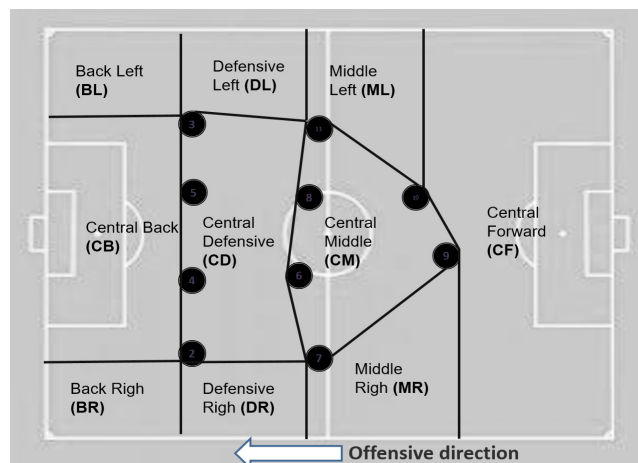 Back Left
(BL)
Defensive
Left (DL)
Middle
Left (ML)
3
11
5
8
10
Central Back
(CB)
Central
Defensive
(CD)
Central
Middle
(CM)
Central
Forward
(CF)
9
4
6
2
7
Back Righ
(BR)
Defensive
Righ (DR)
Middle
Righ (MR)
Offensive direction